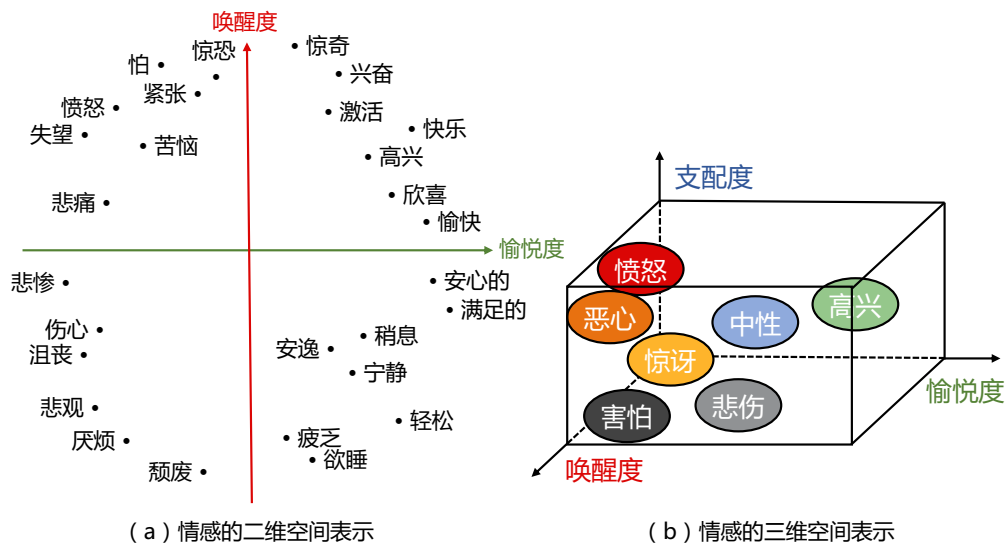 唤醒度
惊奇
惊恐
怕
兴奋
紧张
愤怒
激活
失望
快乐
苦恼
高兴
悲痛
欣喜
愉快
愉悦度
安心的
悲惨
满足的
伤心
稍息
安逸
沮丧
宁静
悲观
轻松
厌烦
疲乏
欲睡
颓废
（a）情感的二维空间表示
支配度
愤怒
恶心
中性
高兴
惊讶
愉悦度
害怕
悲伤
唤醒度
（b）情感的三维空间表示